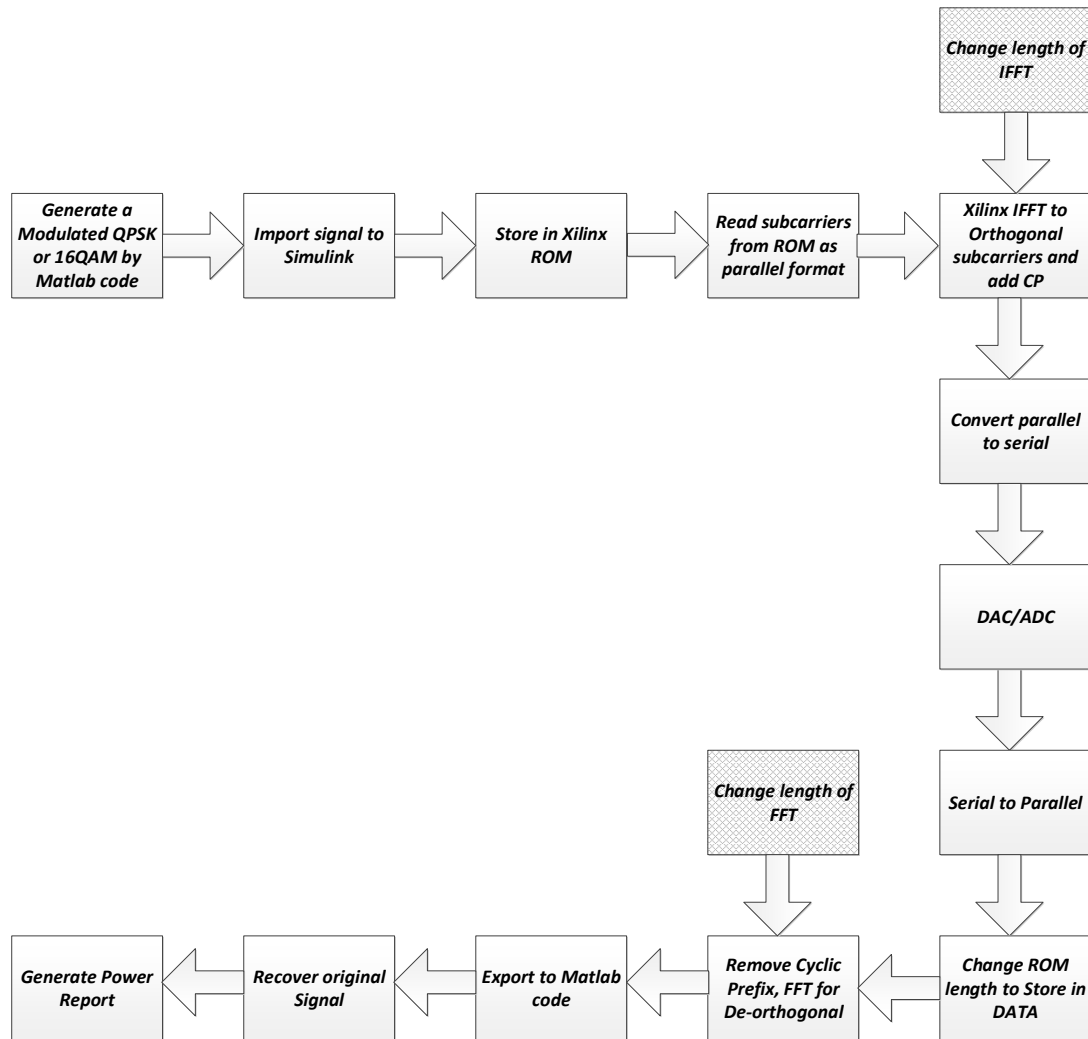 Change length of
IFFT
Generate a
Modulated QPSK
or 16QAM by
Matlab code
Import signal to
Simulink
Store in Xilinx
ROM
Read subcarriers
from ROM as
parallel format
Xilinx IFFT to
Orthogonal
subcarriers and
add CP
Convert parallel
to serial
DAC/ADC
Serial to Parallel
Change length of
FFT
Change ROM
length to Store in
DATA
Remove Cyclic
Prefix, FFT for
De-orthogonal
Export to Matlab
code
Recover original
Signal
Generate Power
Report